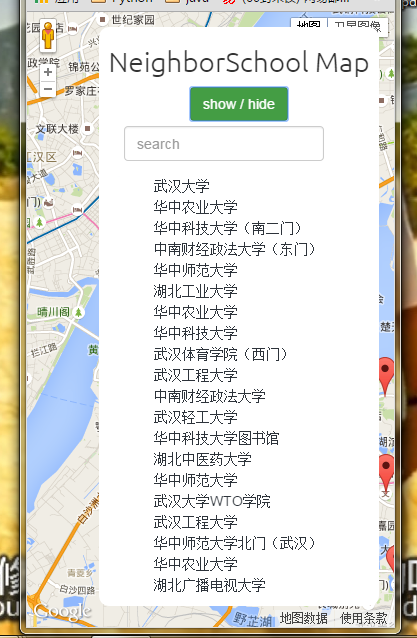 世纪家园
地图
NeighborSchool Map
show / hide
search
武汉大学
华中农业大学
华中科技大学（南二门）
中南财经政法大学（东门）
华中师范大学
湖北工业大学
华中农业大学
华中科技大学
武汉体育学院（西门）
武汉工程大学
中南财经政法大学
武汉轻工大学
华中科技大学图书馆
湖北中医药大学
华中师范大学
武汉大学WTO学院
武汉工程大学
华中师范大学北门（武汉）
华中农业大学
湖北广播电视大学
政学院
锦苑公
文联大楼
江汉区
晴川阁
拦江路
黄
白沙洲大
青菱乡
Google
野芷湖
地图数据
使用条款